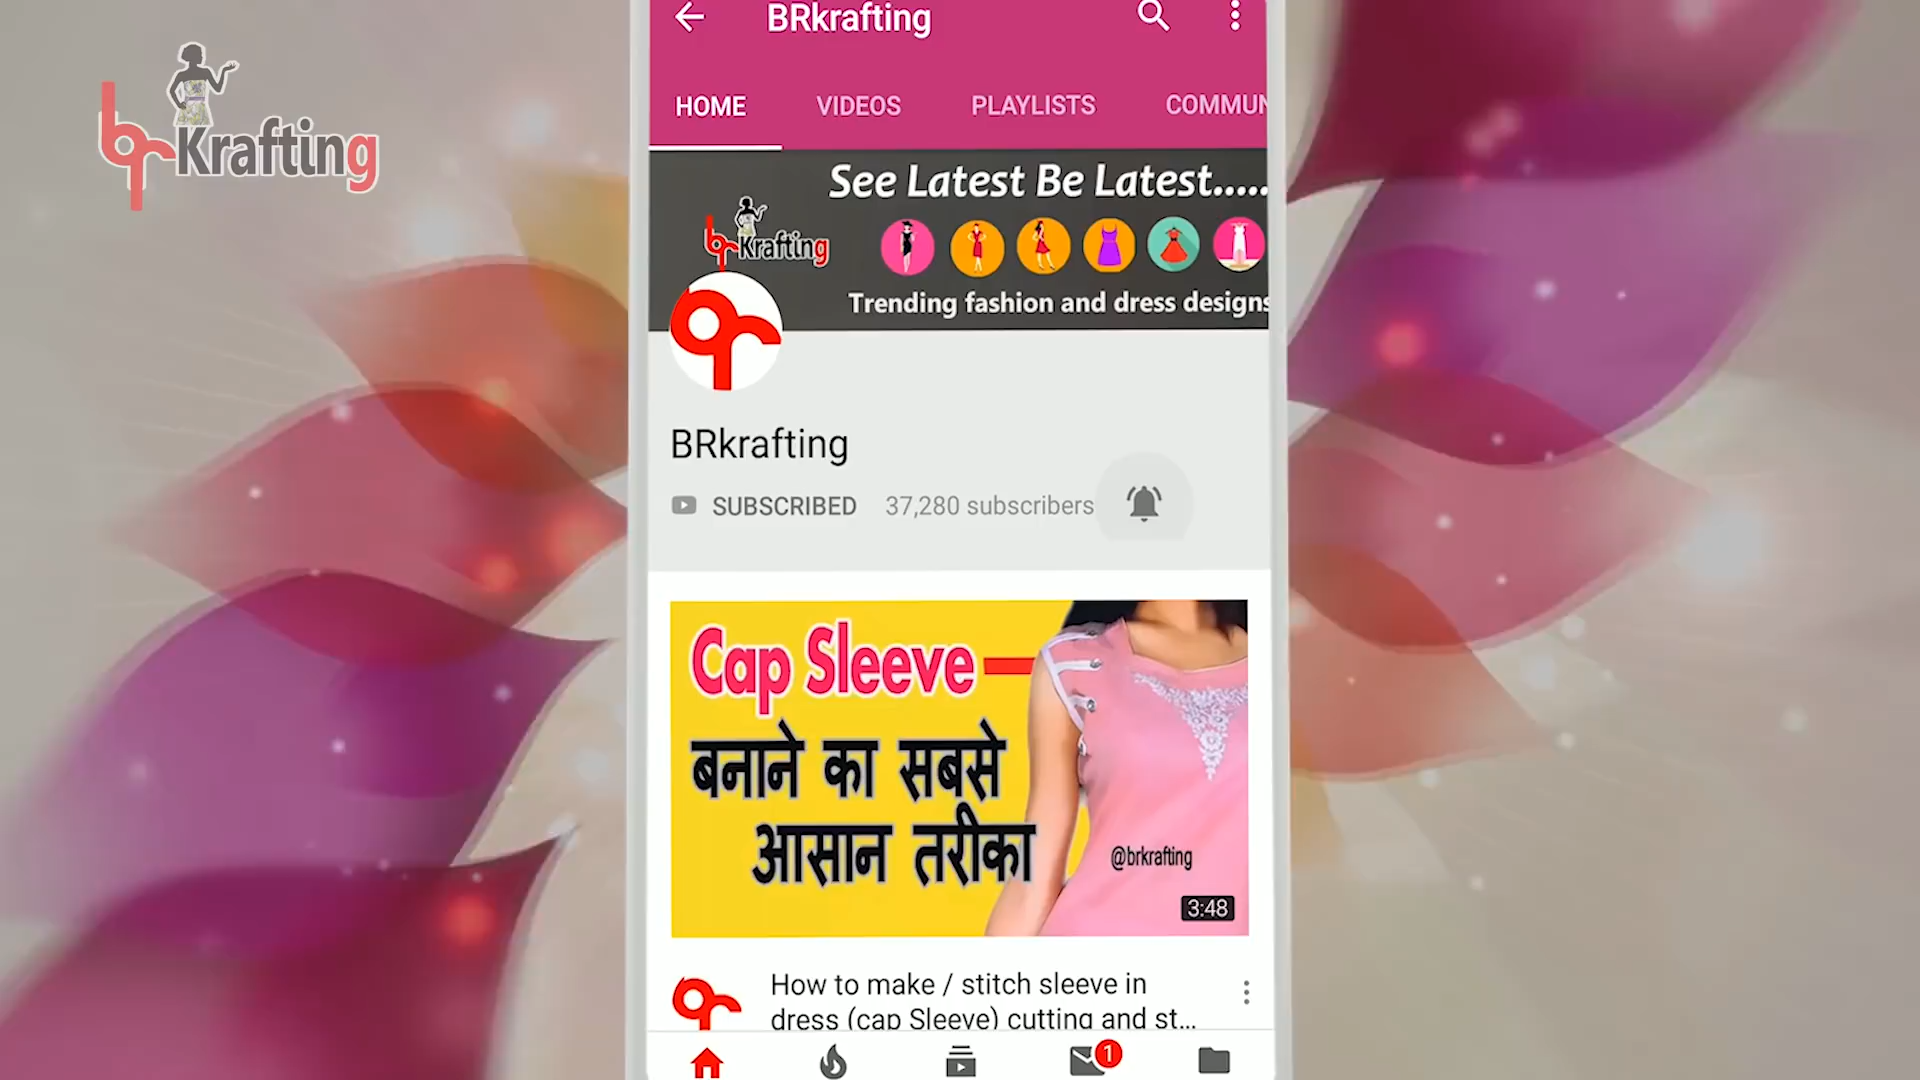 br Krafting
BRkrafting
HOME VIDEOS PLAYLISTS COMMUN
See Latest Be Latest.....
br Krafting
Trending fashion and dress designs
BRkrafting
SUBSCRIBED 37,280 subscribers
Cap Sleeve
बनाने का सबसे
आसान तरीका
@brkrafting
3:48
How to make / stitch sleeve in
dress (cap Sleeve) cutting and st...
1